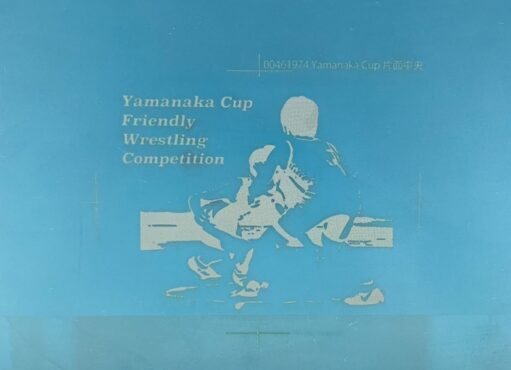 00461974 Yamanaka Cup 片面中央
Yamanaka Cup
Friendly
Wrestling
Competition